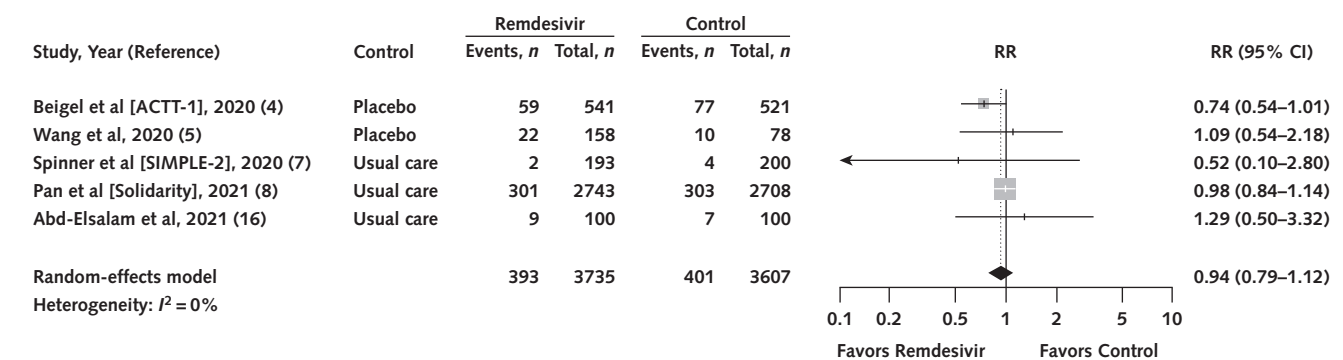 Remdesivir Control
Study, Year (Reference) Control Events, n Total, n Events, n Total, n RR RR (95% CI)
Beigel et al [ACTT-1], 2020 (4) Placebo 59 541 77 521 0.74 (0.54–1.01)
Wang et al, 2020 (5) Placebo 22 158 10 78 1.09 (0.54–2.18)
Spinner et al [SIMPLE-2], 2020 (7) Usual care 2 193 4 200 0.52 (0.10–2.80)
Pan et al [Solidarity], 2021 (8) Usual care 301 2743 303 2708 0.98 (0.84–1.14)
Abd-Elsalam et al, 2021 (16) Usual care 9 100 7 100 1.29 (0.50–3.32)
Random-effects model 393 3735 401 3607 0.94 (0.79–1.12)
Heterogeneity: I² = 0%
0.1 0.2 0.5 1 2 5 10
Favors Remdesivir Favors Control